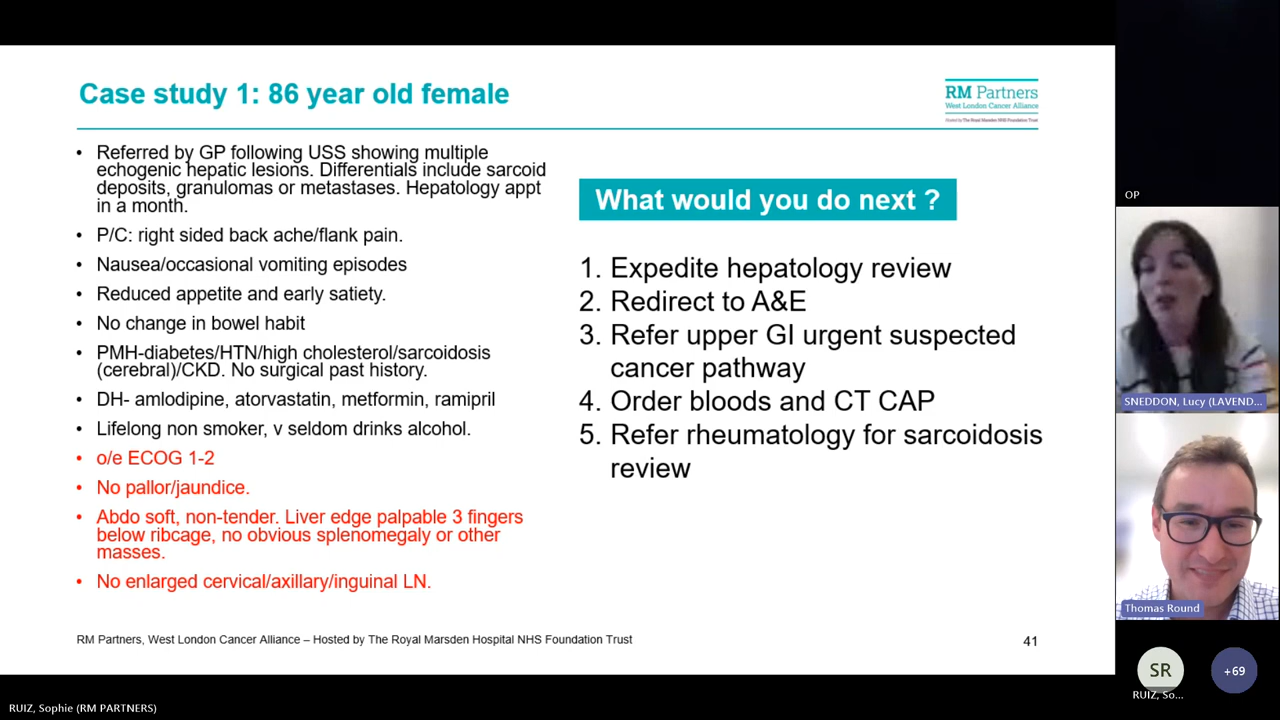 Case study 1: 86 year old female
RM Partners
West London Cancer Alliance
Hosted by The Royal Marsden NHS Foundation Trust
• Referred by GP following USS showing multiple
echogenic hepatic lesions. Differentials include sarcoid
deposits, granulomas or metastases. Hepatology appt
in a month.
• P/C: right sided back ache/flank pain.
• Nausea/occasional vomiting episodes
• Reduced appetite and early satiety.
• No change in bowel habit
• PMH-diabetes/HTN/high cholesterol/sarcoidosis
(cerebral)/CKD. No surgical past history.
• DH- amlodipine, atorvastatin, metformin, ramipril
• Lifelong non smoker, v seldom drinks alcohol.
• o/e ECOG 1-2
• No pallor/jaundice.
• Abdo soft, non-tender. Liver edge palpable 3 fingers
below ribcage, no obvious splenomegaly or other
masses.
• No enlarged cervical/axillary/inguinal LN.
What would you do next ?
1. Expedite hepatology review
2. Redirect to A&E
3. Refer upper GI urgent suspected
cancer pathway
4. Order bloods and CT CAP
5. Refer rheumatology for sarcoidosis
review
RM Partners, West London Cancer Alliance – Hosted by The Royal Marsden Hospital NHS Foundation Trust
41
OP
SNEDDON, Lucy (LAVEND...
Thomas Round
SR
RUIZ, So...
+69
RUIZ, Sophie (RM PARTNERS)